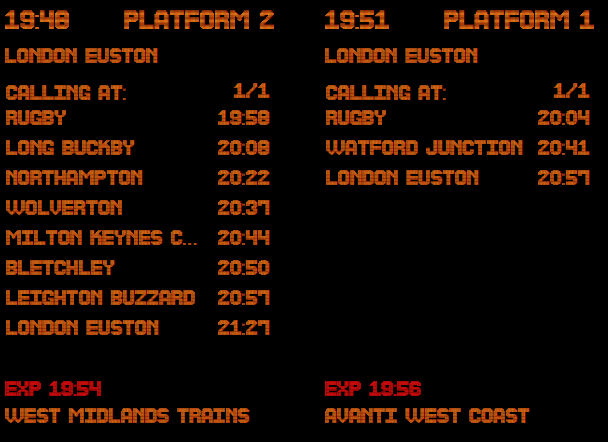 19:48 PLATFORM 2
LONDON EUSTON
CALLING AT: 1/1
RUGBY 19:58
LONG BUCKBY 20:08
NORTHAMPTON 20:22
WOLVERTON 20:37
MILTON KEYNES C... 20:44
BLETCHLEY 20:50
LEIGHTON BUZZARD 20:57
LONDON EUSTON 21:27
EXP 19:54
WEST MIDLANDS TRAINS
19:51 PLATFORM 1
LONDON EUSTON
CALLING AT: 1/1
RUGBY 20:04
WATFORD JUNCTION 20:41
LONDON EUSTON 20:57
EXP 19:56
AVANTI WEST COAST